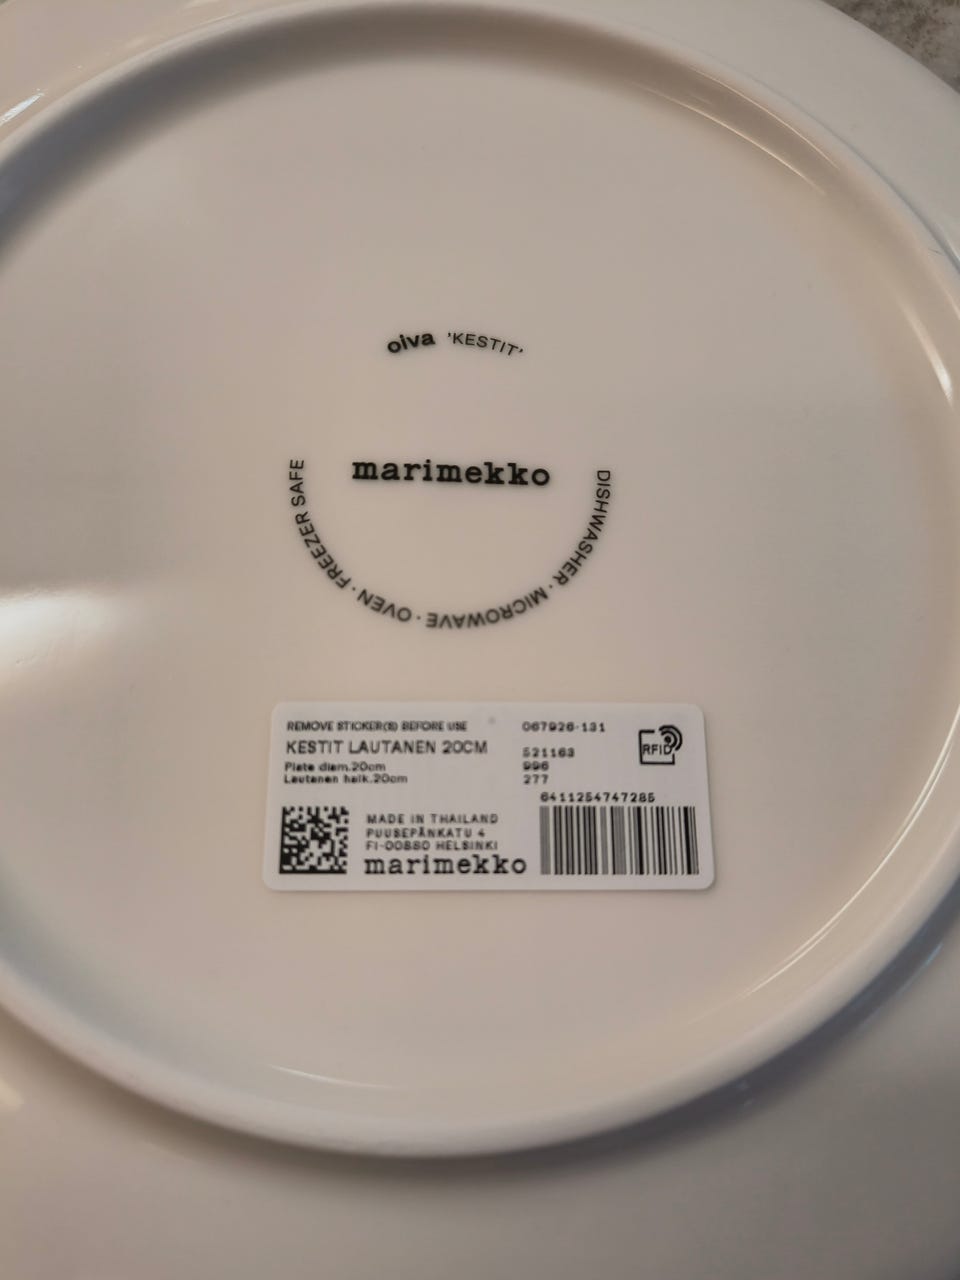 oiva 'KESTIT'
marimekko
DISHWASHER · MICROWAVE · OVEN · FREEZER SAFE
REMOVE STICKER(S) BEFORE USE
KESTIT LAUTANEN 20CM
Plate diam.20cm
Lautanen halk.20cm
067926-131
521163
996
277
RFID
6411254747285
MADE IN THAILAND
PUUSEPÄNKATU 4
FI-00880 HELSINKI
marimekko